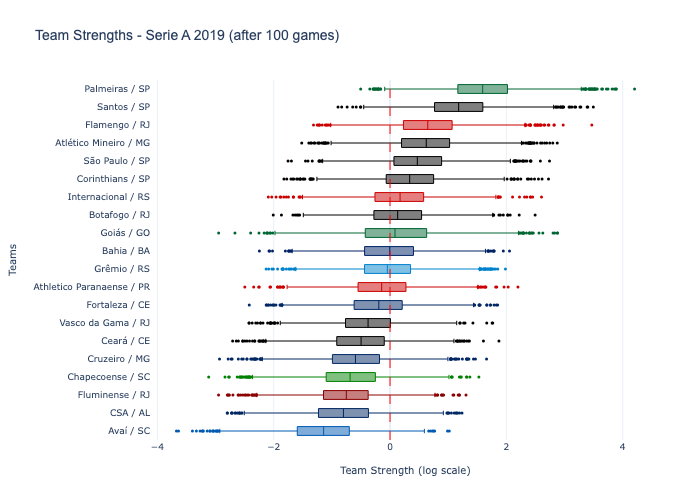 Team Strengths - Serie A 2019 (after 100 games)
Palmeiras / SP
Santos / SP
Flamengo / RJ
Atlético Mineiro / MG
São Paulo / SP
Corinthians / SP
Internacional / RS
Botafogo / RJ
Goiás / GO
Bahia / BA
Grêmio / RS
Athletico Paranaense / PR
Fortaleza / CE
Vasco da Gama / RJ
Ceará / CE
Cruzeiro / MG
Chapecoense / SC
Fluminense / RJ
CSA / AL
Avaí / SC
Teams
−4 −2 0 2 4
Team Strength (log scale)